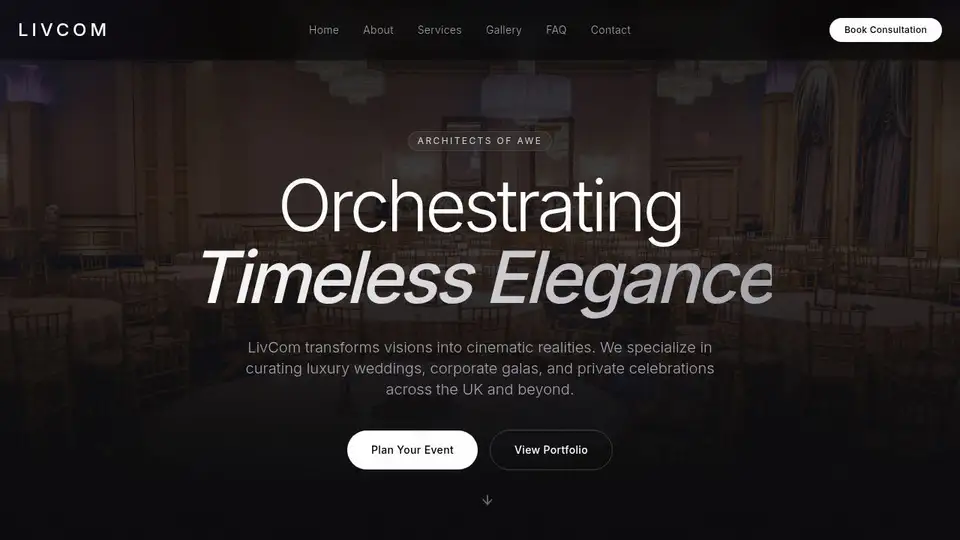 LIVCOM
Home
About
Services
Gallery
FAQ
Contact
Book Consultation
ARCHITECTS OF AWE
Orchestrating
Timeless Elegance
LivCom transforms visions into cinematic realities. We specialize in
curating luxury weddings, corporate galas, and private celebrations
across the UK and beyond.
Plan Your Event
View Portfolio